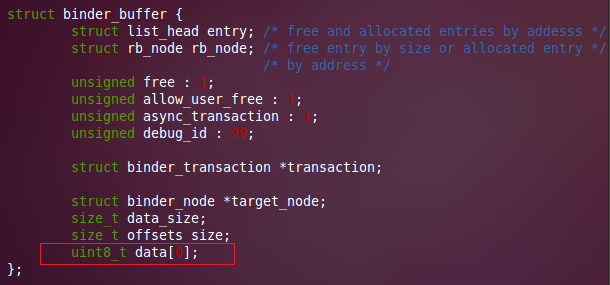 struct binder_buffer {
struct list_head entry; /* free and allocated entries by addesss */
struct rb_node rb_node; /* free entry by size or allocated entry */
/* by address */
unsigned free : 1;
unsigned allow_user_free : 1;
unsigned async_transaction : 1;
unsigned debug_id : 29;
struct binder_transaction *transaction;
struct binder_node *target_node;
size_t data_size;
size_t offsets_size;
uint8_t data[0];
};